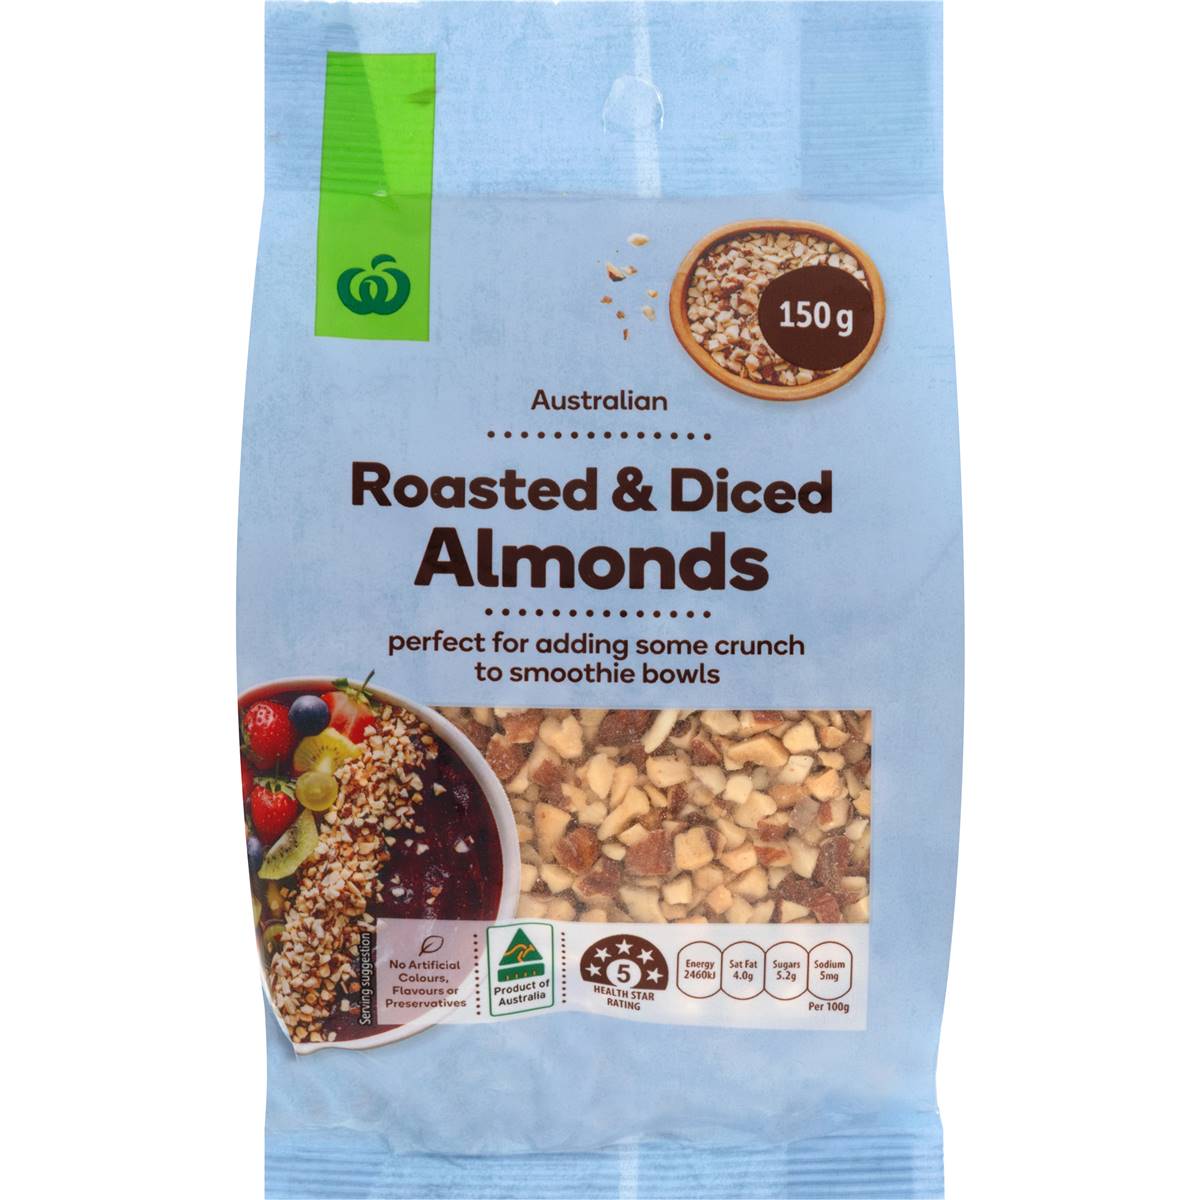 150 g
Australian
Roasted & Diced
Almonds
perfect for adding some crunch
to smoothie bowls
Serving suggestion
No Artificial
Colours,
Flavours or
Preservatives
Product of
Australia
5
HEALTH STAR
RATING
Energy
2460kJ
Sat Fat
4.0g
Sugars
5.2g
Sodium
5mg
Per 100g